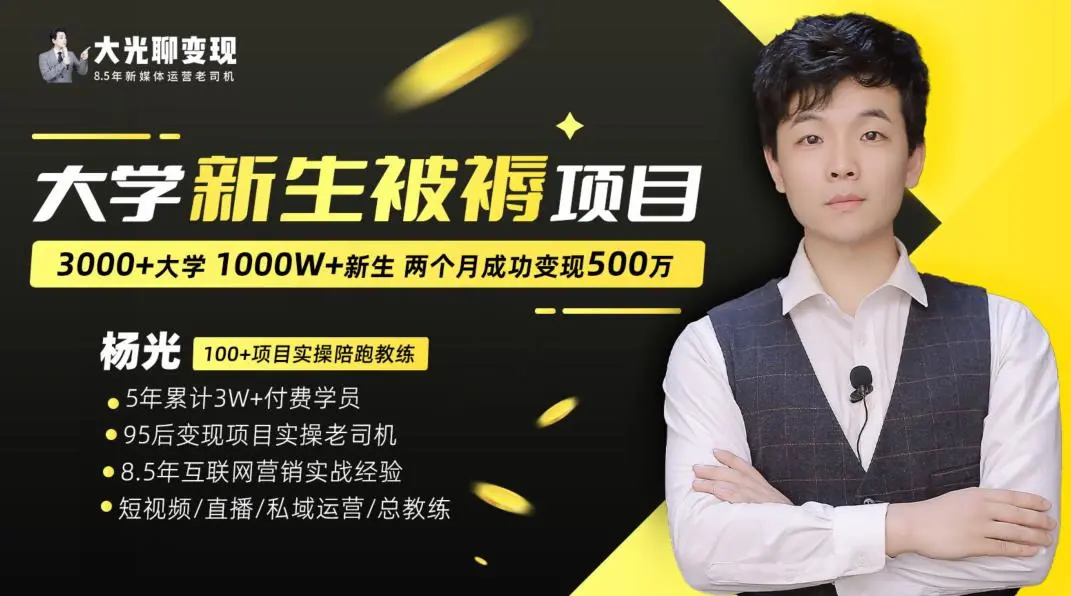 大光聊变现
8.5年新媒体运营老司机
大学新生被褥项目
3000+大学 1000W+新生 两个月成功变现500万
杨光 100+项目实操陪跑教练
5年累计3W+付费学员
95后变现项目实操老司机
8.5年互联网营销实战经验
短视频/直播/私域运营/总教练